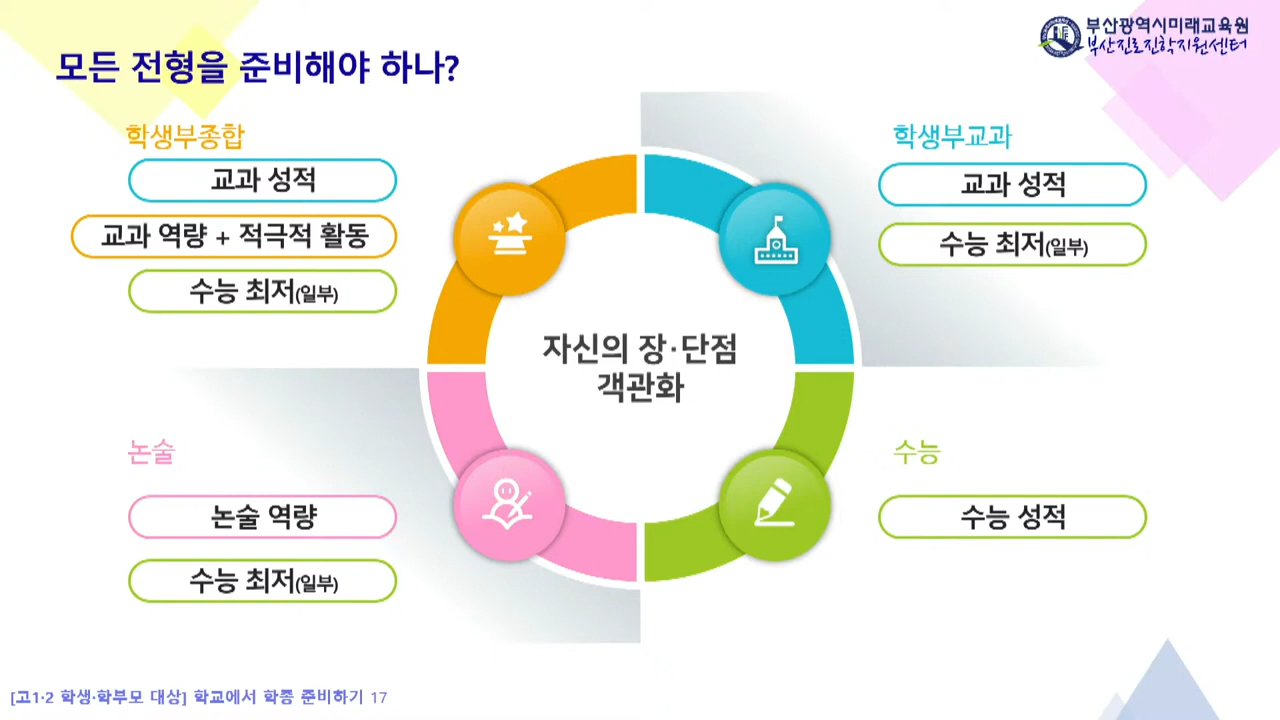 모든 전형을 준비해야 하나?
부산광역시미래교육원
부산진로진학지원센터
학생부종합
교과 성적
교과 역량 + 적극적 활동
수능 최저(일부)
학생부교과
교과 성적
수능 최저(일부)
자신의 장·단점
객관화
논술
논술 역량
수능 최저(일부)
수능
수능 성적
[고1·2 학생·학부모 대상] 학교에서 학종 준비하기 17